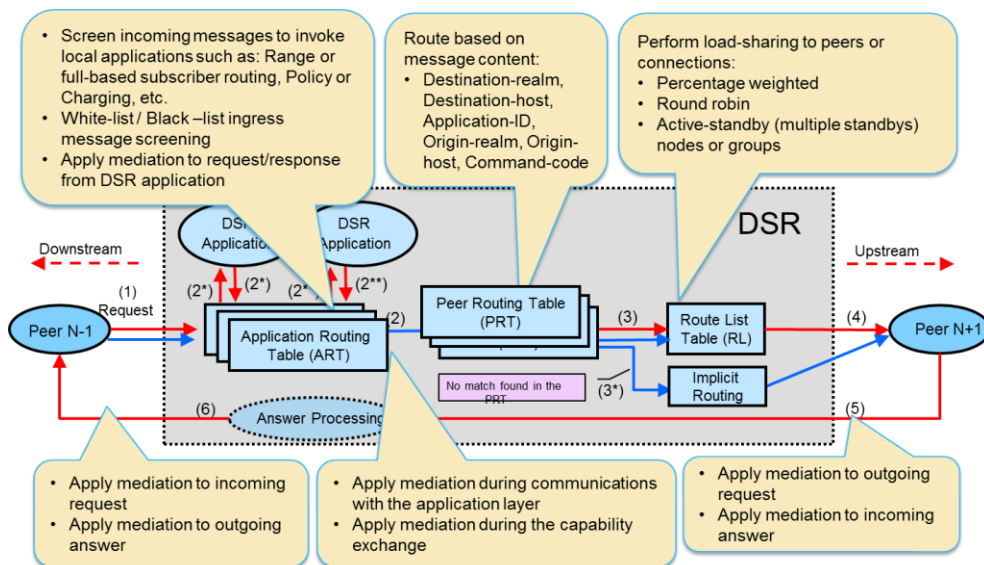 • Screen incoming messages to invoke
local applications such as: Range or
full-based subscriber routing, Policy or
Charging, etc.
• White-list / Black –list ingress
message screening
• Apply mediation to request/response
from DSR application
Route based on
message content:
• Destination-realm,
Destination-host,
Application-ID,
Origin-realm, Origin-
host, Command-code
Perform load-sharing to peers or
connections:
• Percentage weighted
• Round robin
• Active-standby (multiple standbys)
nodes or groups
DSR
Application
DSR
Application
DSR
Downstream
Upstream
(1)
Request
(2*)
(2*)
(2**)
Peer N-1
Application Routing
Table (ART)
(2)
Peer Routing Table
(PRT)
(3)
Route List
Table (RL)
(4)
Peer N+1
No match found in the
PRT
(3*)
Implicit
Routing
(6)
Answer Processing
(5)
• Apply mediation to incoming
request
• Apply mediation to outgoing
answer
• Apply mediation during communications
with the application layer
• Apply mediation during the capability
exchange
• Apply mediation to outgoing
request
• Apply mediation to incoming
answer